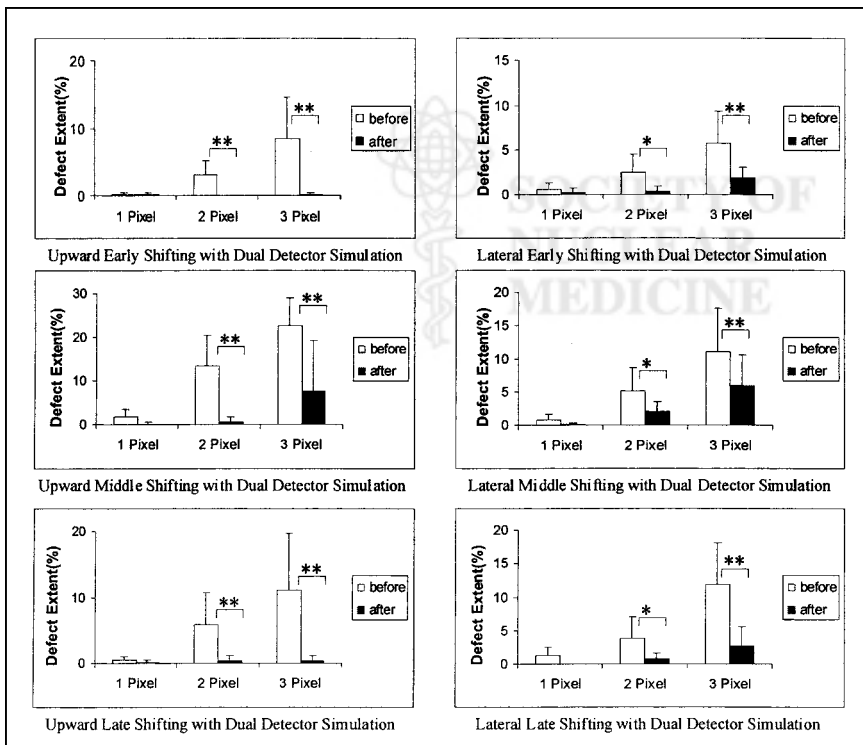 20
10
0
Defect Extent(%)
**
**
before
after
1 Pixel 2 Pixel 3 Pixel
Upward Early Shifting with Dual Detector Simulation
15
10
5
0
Defect Extent(%)
*
**
before
after
1 Pixel 2 Pixel 3 Pixel
Lateral Early Shifting with Dual Detector Simulation
30
20
10
0
Defect Extent(%)
**
**
before
after
1 Pixel 2 Pixel 3 Pixel
Upward Middle Shifting with Dual Detector Simulation
20
15
10
5
0
Defect Extent(%)
*
**
before
after
1 Pixel 2 Pixel 3 Pixel
Lateral Middle Shifting with Dual Detector Simulation
20
10
0
Defect Extent(%)
**
**
before
after
1 Pixel 2 Pixel 3 Pixel
Upward Late Shifting with Dual Detector Simulation
20
15
10
5
0
Defect Extent(%)
*
**
before
after
1 Pixel 2 Pixel 3 Pixel
Lateral Late Shifting with Dual Detector Simulation
SOCIETY OF
NUCLEAR
MEDICINE